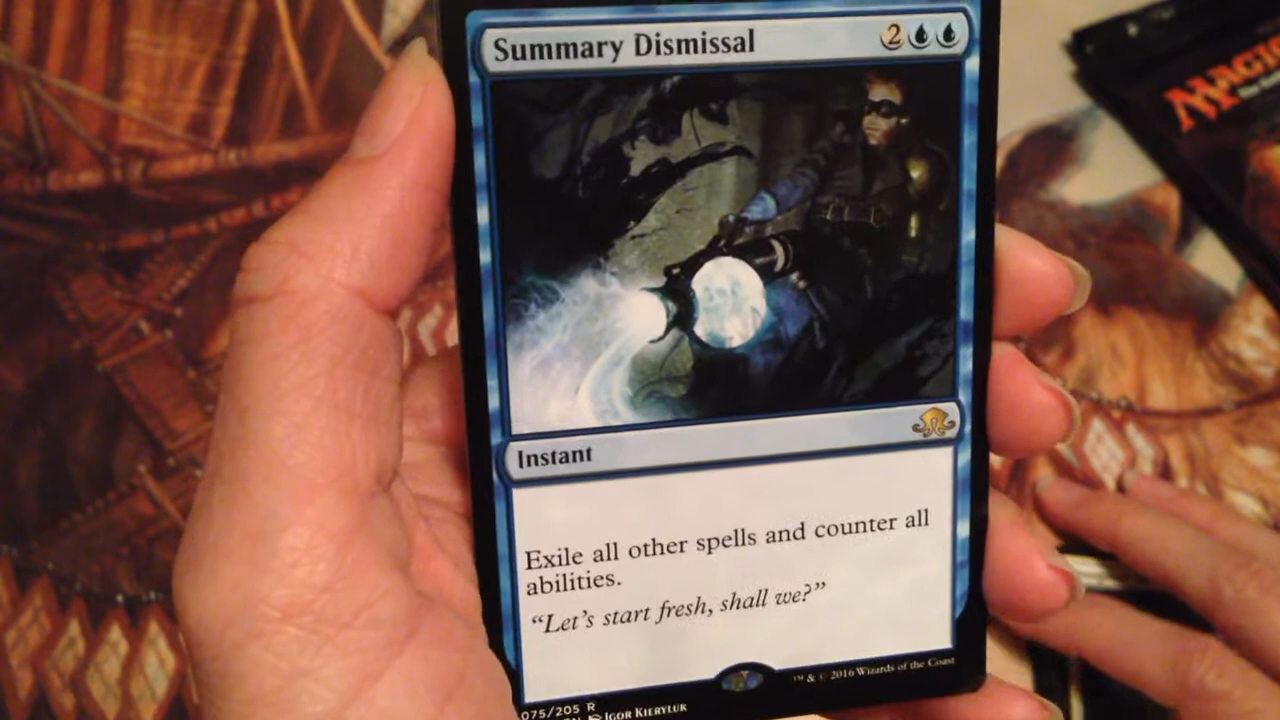 Summary Dismissal 2
MAGIC
Instant
Exile all other spells and counter all
abilities.
“Let’s start fresh, shall we?”
™ & © 2016 Wizards of the Coast
075/205 R
IGOR KIERYLUK